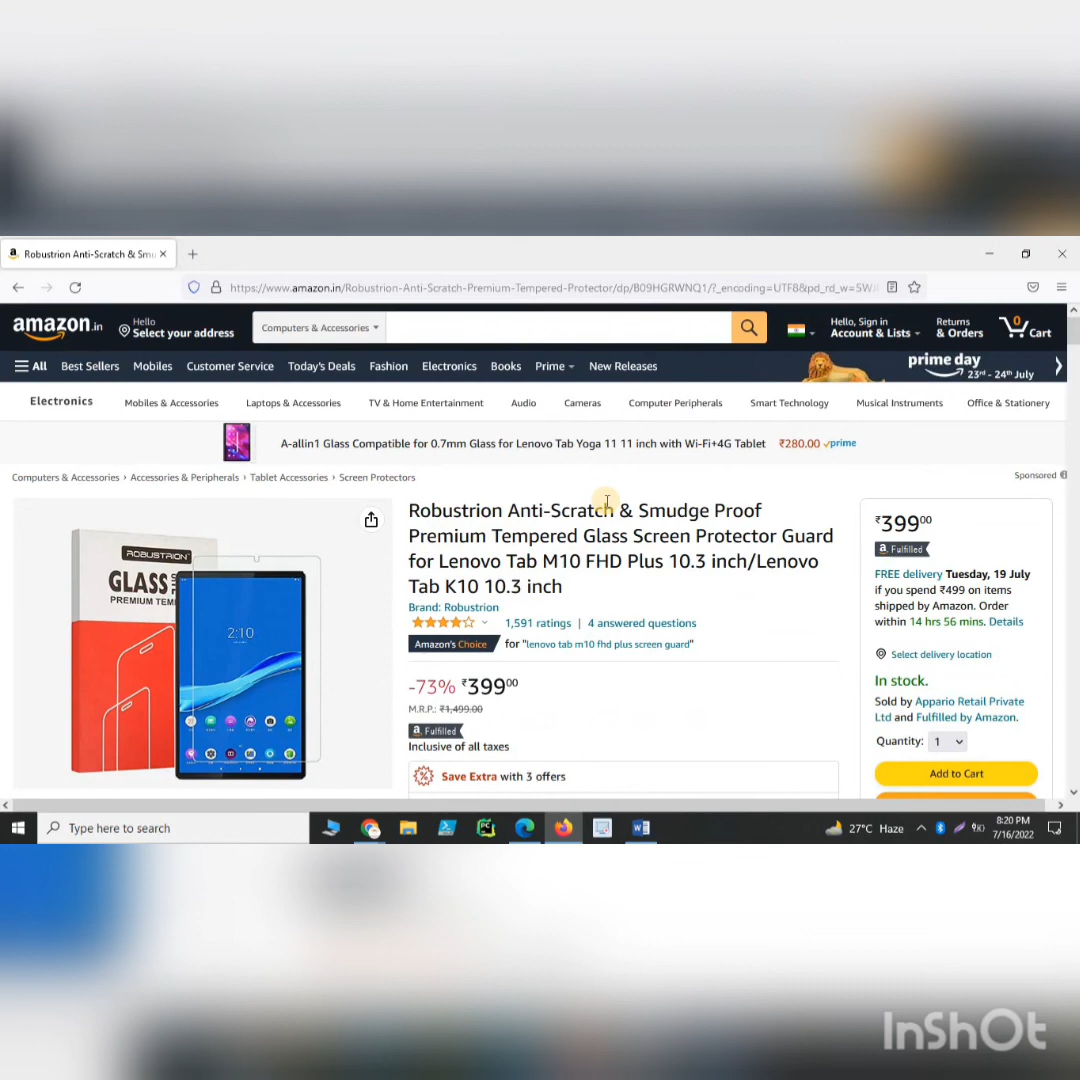 Robustrion Anti-Scratch & Smu
https://www.amazon.in/Robustrion-Anti-Scratch-Premium-Tempered-Protector/dp/B09HGRWNQ1/?_encoding=UTF8&pd_rd_w=5W
amazon.in
Hello
Select your address
Computers & Accessories
Hello, Sign in
Account & Lists
Returns
& Orders
0
Cart
All Best Sellers Mobiles Customer Service Today's Deals Fashion Electronics Books Prime New Releases
prime day
23rd - 24th July
Electronics Mobiles & Accessories Laptops & Accessories TV & Home Entertainment Audio Cameras Computer Peripherals Smart Technology Musical Instruments Office & Stationery
A-allin1 Glass Compatible for 0.7mm Glass for Lenovo Tab Yoga 11 11 inch with Wi-Fi+4G Tablet ₹280.00 prime
Computers & Accessories › Accessories & Peripherals › Tablet Accessories › Screen Protectors
Sponsored
ROBUSTRION
GLASS
PREMIUM TEM
2:10
Robustrion Anti-Scratch & Smudge Proof
Premium Tempered Glass Screen Protector Guard
for Lenovo Tab M10 FHD Plus 10.3 inch/Lenovo
Tab K10 10.3 inch
Brand: Robustrion
1,591 ratings | 4 answered questions
Amazon's Choice for "lenovo tab m10 fhd plus screen guard"
-73% ₹39900
M.R.P.: ₹1,499.00
a Fulfilled
Inclusive of all taxes
Save Extra with 3 offers
₹39900
a Fulfilled
FREE delivery Tuesday, 19 July
if you spend ₹499 on items
shipped by Amazon. Order
within 14 hrs 56 mins. Details
Select delivery location
In stock.
Sold by Appario Retail Private
Ltd and Fulfilled by Amazon.
Quantity: 1
Add to Cart
Type here to search
27°C Haze
8:20 PM
7/16/2022
InShOt